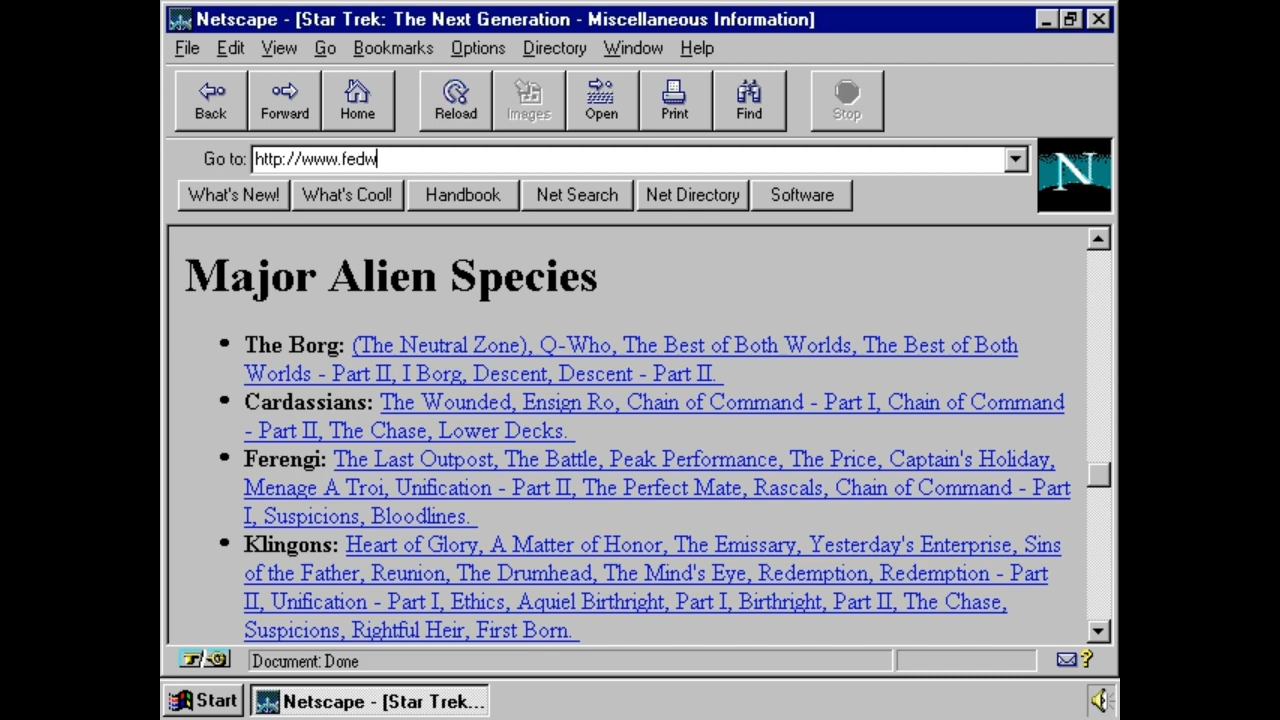 Netscape - [Star Trek: The Next Generation - Miscellaneous Information]
File Edit View Go Bookmarks Options Directory Window Help
Back Forward Home Reload Images Open Print Find Stop
Go to: http://www.fedw
N
What's New! What's Cool! Handbook Net Search Net Directory Software
Major Alien Species
• The Borg: (The Neutral Zone), Q-Who, The Best of Both Worlds, The Best of Both
Worlds - Part II, I Borg, Descent, Descent - Part II.
• Cardassians: The Wounded, Ensign Ro, Chain of Command - Part I, Chain of Command
- Part II, The Chase, Lower Decks.
• Ferengi: The Last Outpost, The Battle, Peak Performance, The Price, Captain's Holiday,
Menage A Troi, Unification - Part II, The Perfect Mate, Rascals, Chain of Command - Part
I, Suspicions, Bloodlines.
• Klingons: Heart of Glory, A Matter of Honor, The Emissary, Yesterday's Enterprise, Sins
of the Father, Reunion, The Drumhead, The Mind's Eye, Redemption, Redemption - Part
II, Unification - Part I, Ethics, Aquiel Birthright, Part I, Birthright, Part II, The Chase,
Suspicions, Rightful Heir, First Born.
Document: Done
Start Netscape - [Star Trek...